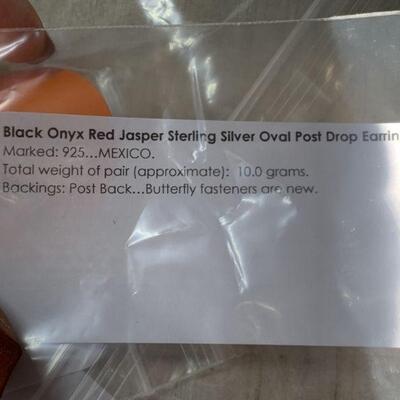 Black Onyx Red Jasper Sterling Silver Oval Post Drop Earrin
Marked: 925...MEXICO.
Total weight of pair (approximate): 10.0 grams.
Backings: Post Back...Butterfly fasteners are new.